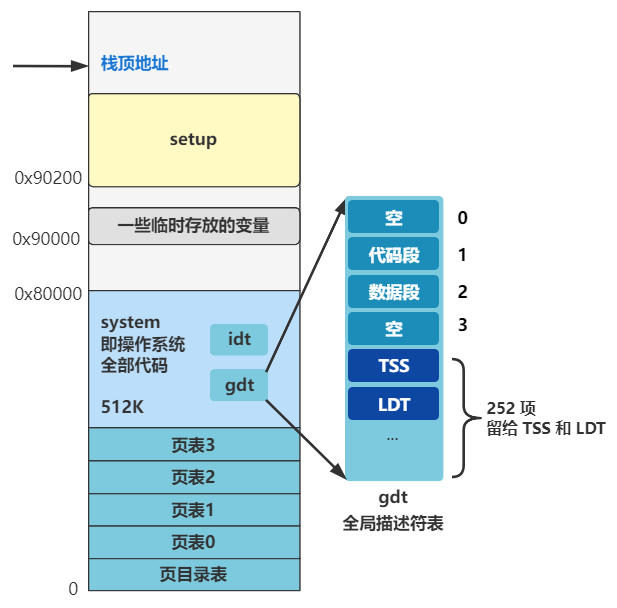 栈顶地址
setup
0x90200
一些临时存放的变量
0x90000
0x80000
system
即操作系统
全部代码
512K
idt
gdt
页表3
页表2
页表1
页表0
页目录表
0
空
0
代码段
1
数据段
2
空
3
TSS
LDT
...
252 项
留给 TSS 和 LDT
gdt
全局描述符表